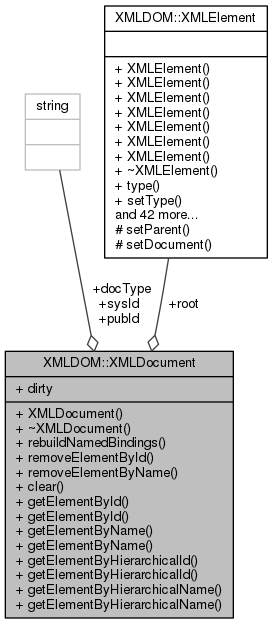 XMLDOM::XMLElement
+ XMLElement()
+ XMLElement()
+ XMLElement()
+ XMLElement()
+ XMLElement()
+ XMLElement()
+ XMLElement()
+ ~XMLElement()
+ type()
+ setType()
and 42 more...
# setParent()
# setDocument()
string
+docType
+sysId
+pubId
+root
XMLDOM::XMLDocument
+ dirty
+ XMLDocument()
+ ~XMLDocument()
+ rebuildNamedBindings()
+ removeElementById()
+ removeElementByName()
+ clear()
+ getElementById()
+ getElementById()
+ getElementByName()
+ getElementByName()
+ getElementByHierarchicalId()
+ getElementByHierarchicalId()
+ getElementByHierarchicalName()
+ getElementByHierarchicalName()